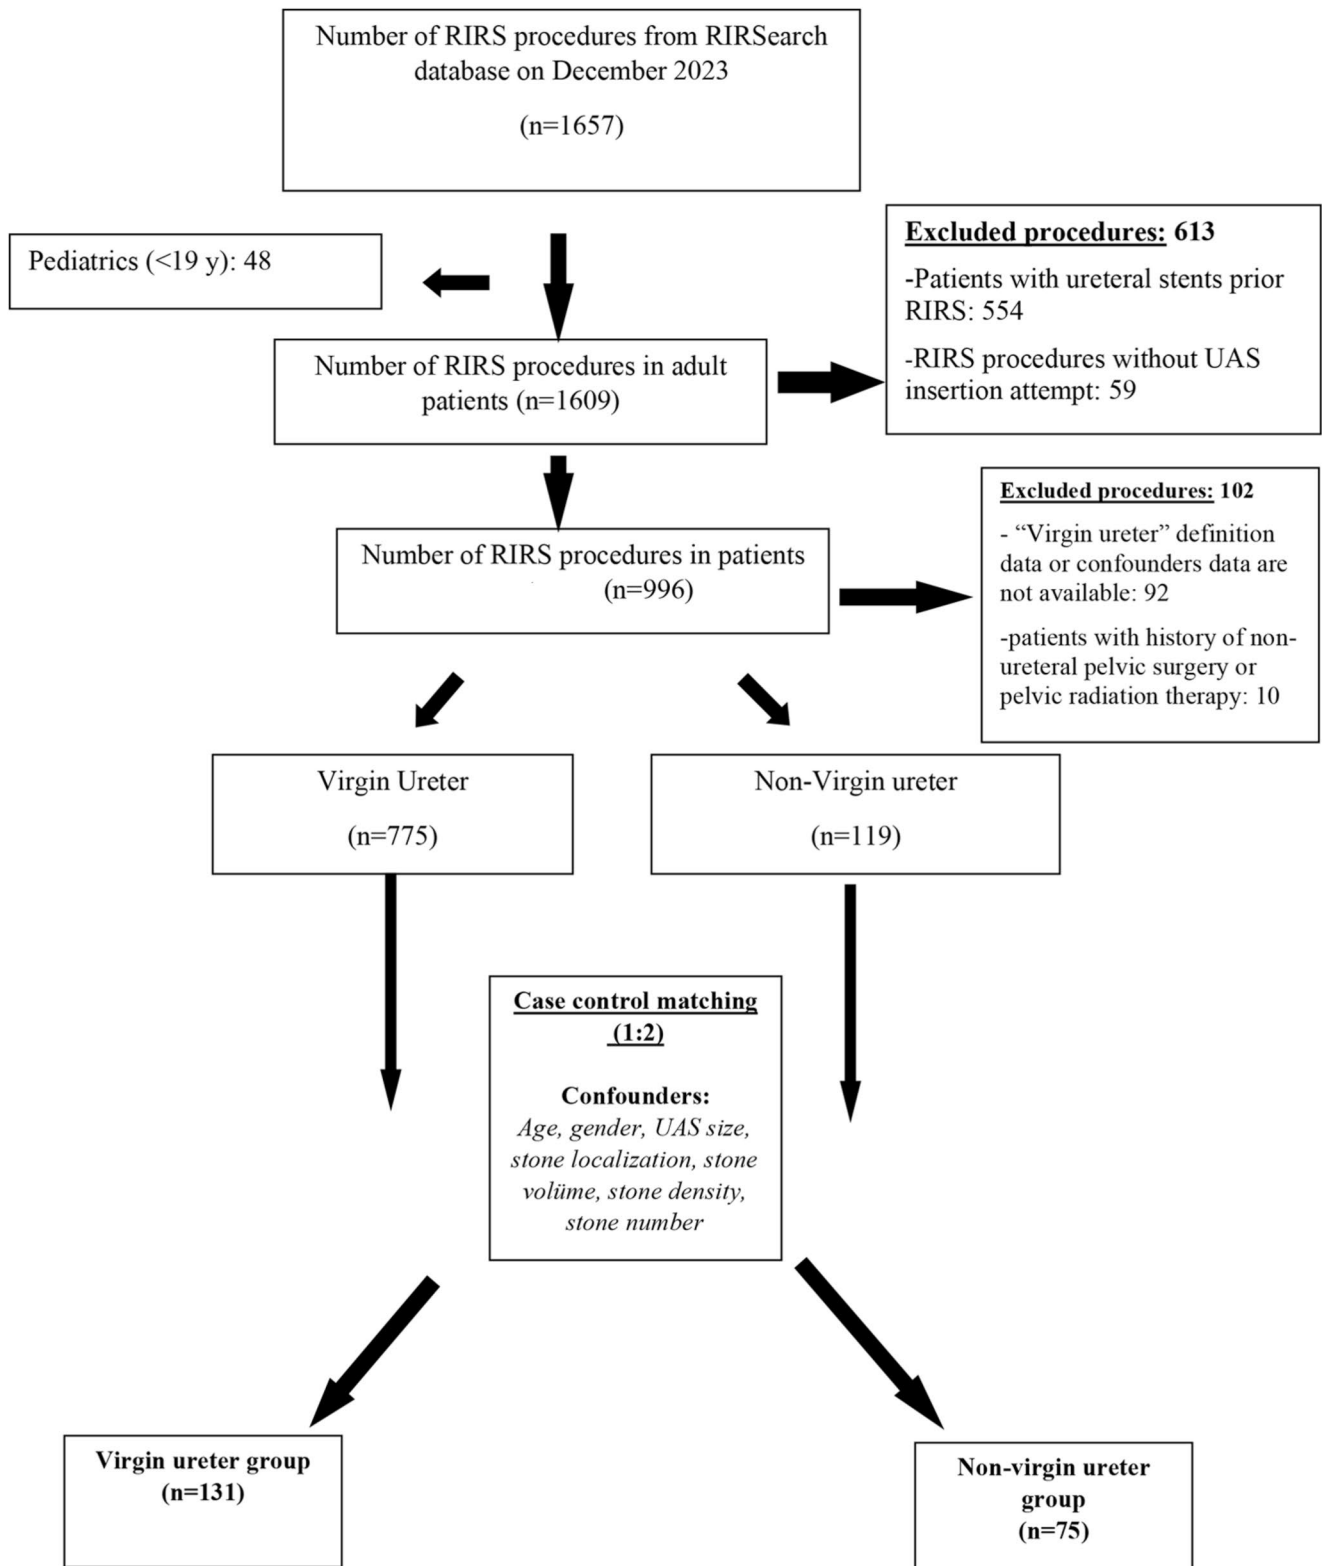 Number of RIRS procedures from RIRSearch
database on December 2023
(n=1657)
Pediatrics (<19 y): 48
Excluded procedures: 613
-Patients with ureteral stents prior
RIRS: 554
-RIRS procedures without UAS
insertion attempt: 59
Number of RIRS procedures in adult
patients (n=1609)
Excluded procedures: 102
- “Virgin ureter” definition
data or confounders data are
not available: 92
-patients with history of non-
ureteral pelvic surgery or
pelvic radiation therapy: 10
Number of RIRS procedures in patients
(n=996)
Virgin Ureter
(n=775)
Non-Virgin ureter
(n=119)
Case control matching
(1:2)
Confounders:
Age, gender, UAS size,
stone localization, stone
volüme, stone density,
stone number
Virgin ureter group
(n=131)
Non-virgin ureter
group
(n=75)